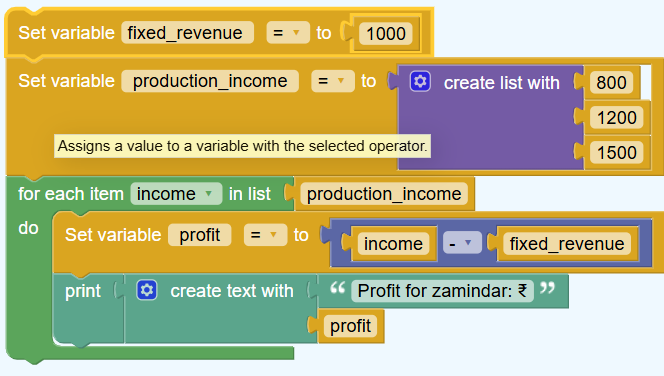 Set variable fixed_revenue = to 1000
Set variable production_income = to create list with 800
1200
Assigns a value to a variable with the selected operator.
1500
for each item income in list production_income
do Set variable profit = to income - fixed_revenue
print create text with “ Profit for zamindar: ₹ ”
profit